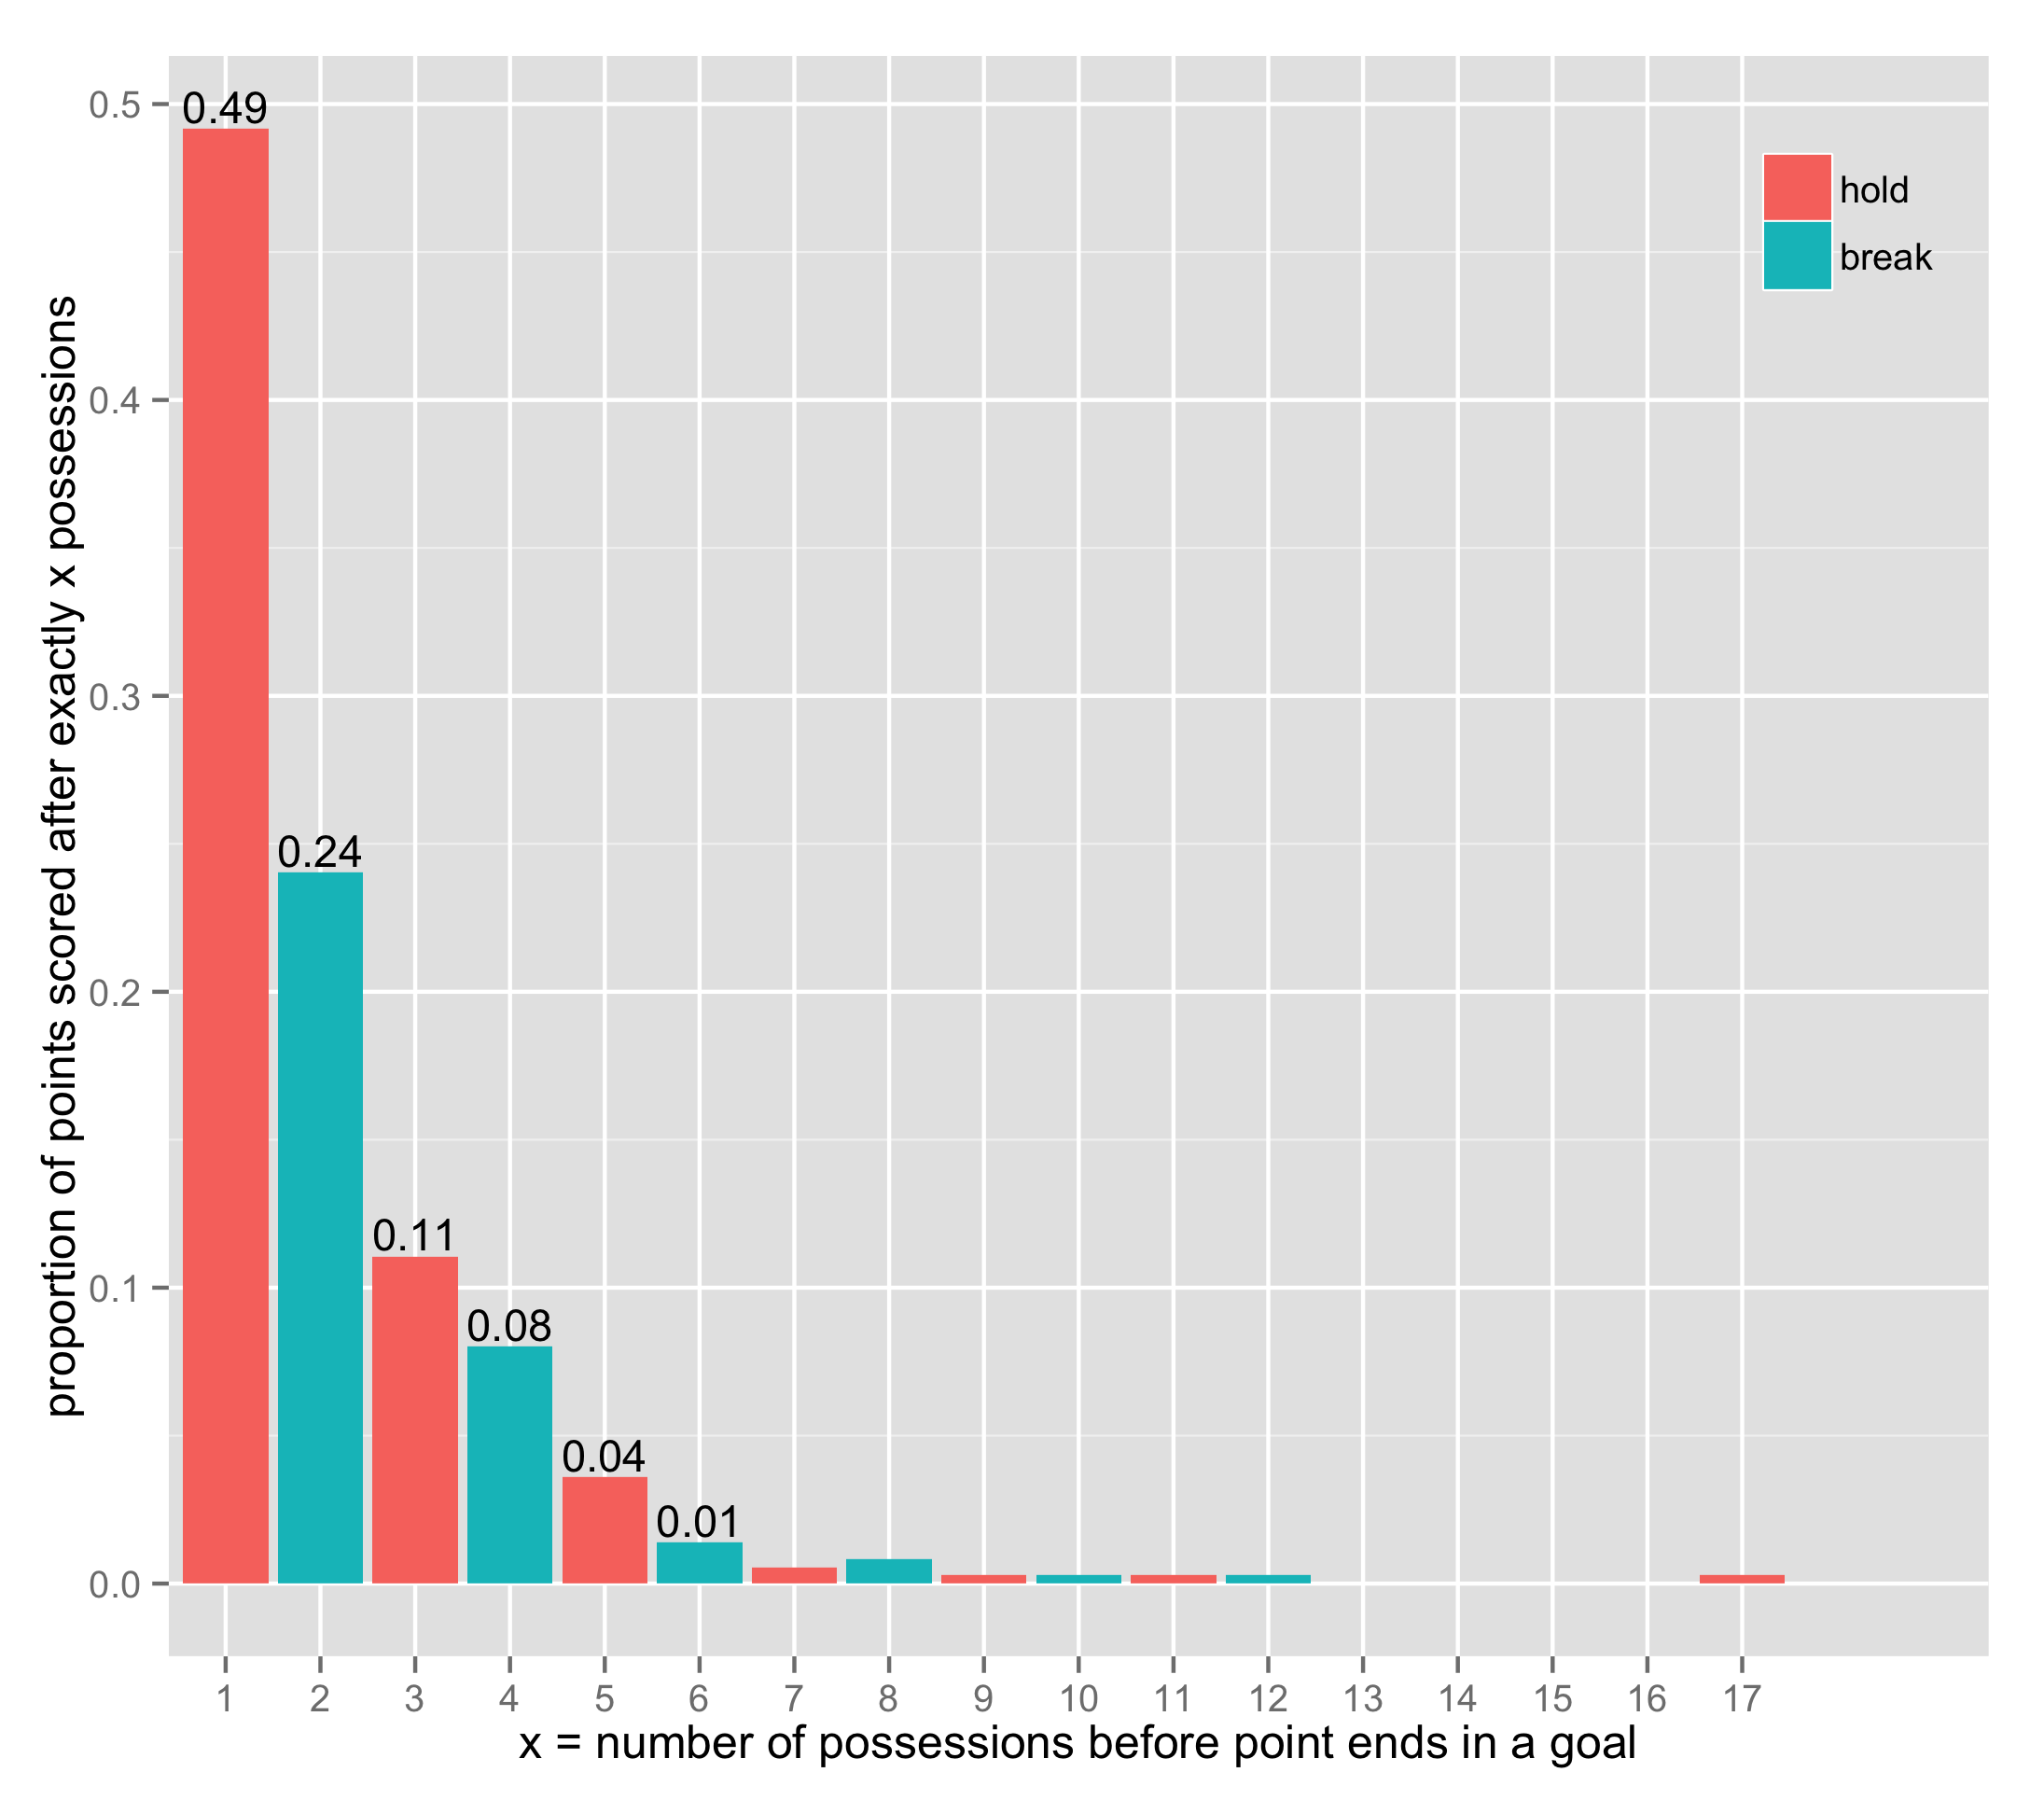 proportion of points scored after exactly x possessions
0.5
0.4
0.3
0.2
0.1
0.0
0.49
0.24
0.11
0.08
0.04
0.01
hold
break
1 2 3 4 5 6 7 8 9 10 11 12 13 14 15 16 17
x = number of possessions before point ends in a goal